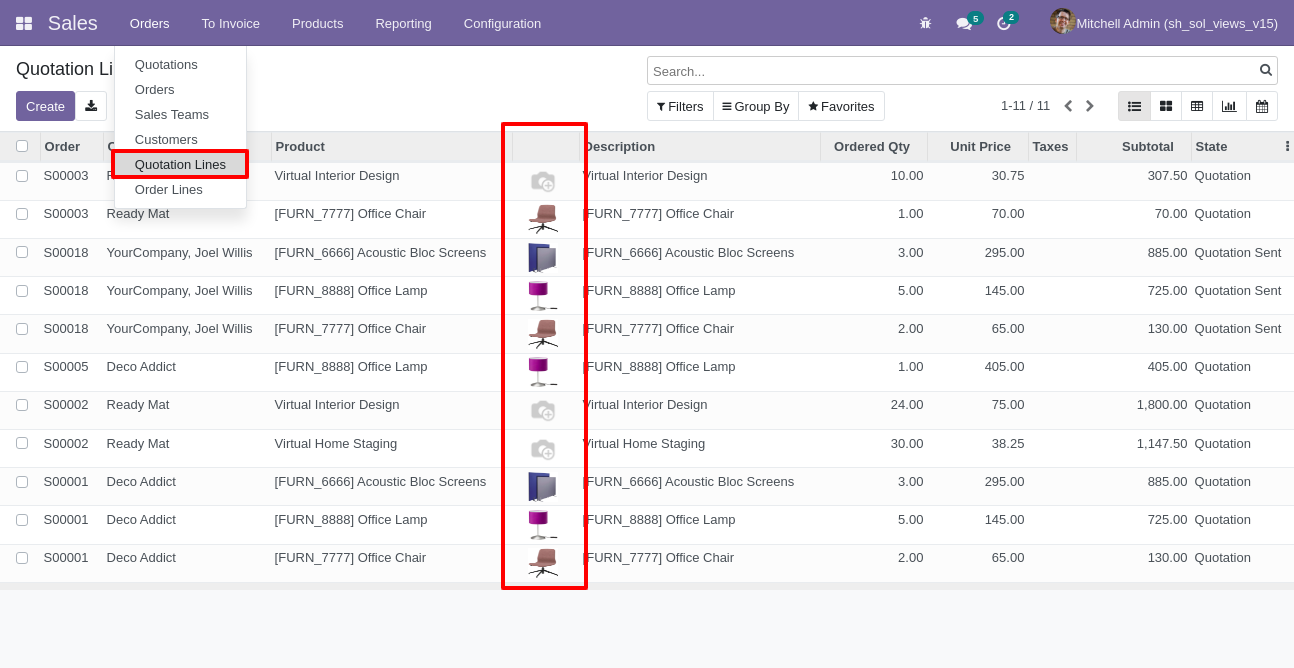 Sales Orders To Invoice Products Reporting Configuration 5 2 Mitchell Admin (sh_sol_views_v15)
Quotation Li
Search...
Create
Filters Group By Favorites 1-11 / 11
Quotations
Orders
Sales Teams
Customers
Quotation Lines
Order Lines
Order Product Description Ordered Qty Unit Price Taxes Subtotal State
S00003 Virtual Interior Design Virtual Interior Design 10.00 30.75 307.50 Quotation
S00003 Ready Mat [FURN_7777] Office Chair [FURN_7777] Office Chair 1.00 70.00 70.00 Quotation
S00018 YourCompany, Joel Willis [FURN_6666] Acoustic Bloc Screens [FURN_6666] Acoustic Bloc Screens 3.00 295.00 885.00 Quotation Sent
S00018 YourCompany, Joel Willis [FURN_8888] Office Lamp [FURN_8888] Office Lamp 5.00 145.00 725.00 Quotation Sent
S00018 YourCompany, Joel Willis [FURN_7777] Office Chair [FURN_7777] Office Chair 2.00 65.00 130.00 Quotation Sent
S00005 Deco Addict [FURN_8888] Office Lamp [FURN_8888] Office Lamp 1.00 405.00 405.00 Quotation
S00002 Ready Mat Virtual Interior Design Virtual Interior Design 24.00 75.00 1,800.00 Quotation
S00002 Ready Mat Virtual Home Staging Virtual Home Staging 30.00 38.25 1,147.50 Quotation
S00001 Deco Addict [FURN_6666] Acoustic Bloc Screens [FURN_6666] Acoustic Bloc Screens 3.00 295.00 885.00 Quotation
S00001 Deco Addict [FURN_8888] Office Lamp [FURN_8888] Office Lamp 5.00 145.00 725.00 Quotation
S00001 Deco Addict [FURN_7777] Office Chair [FURN_7777] Office Chair 2.00 65.00 130.00 Quotation